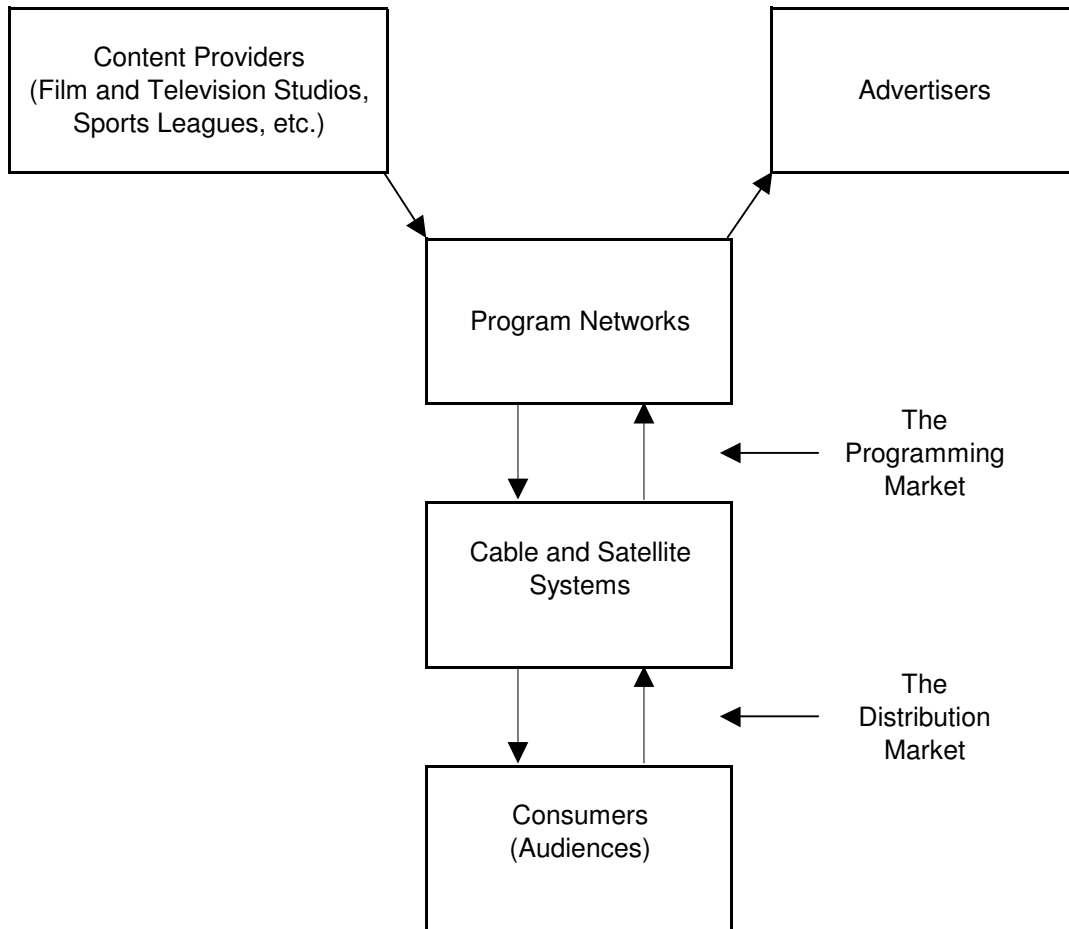 Content Providers
(Film and Television Studios,
Sports Leagues, etc.)
Advertisers
Program Networks
The
Programming
Market
Cable and Satellite
Systems
The
Distribution
Market
Consumers
(Audiences)